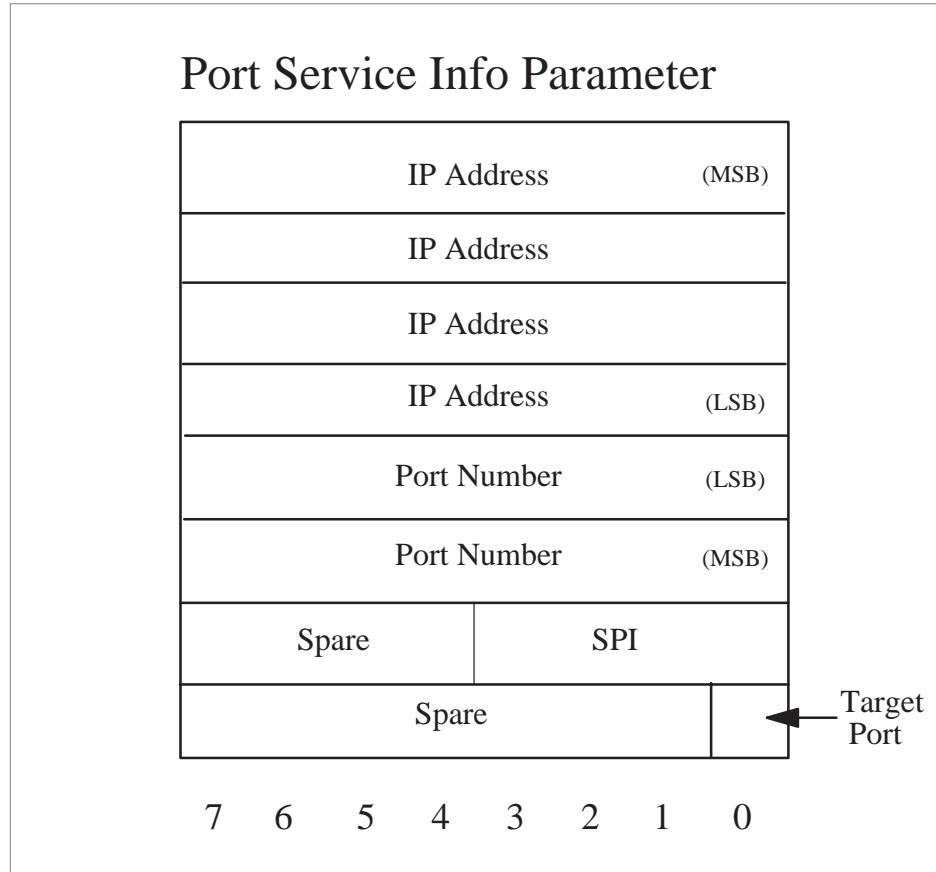 Port Service Info Parameter
IP Address (MSB)
IP Address
IP Address
IP Address (LSB)
Port Number (LSB)
Port Number (MSB)
Spare SPI
Spare
Target
Port
7 6 5 4 3 2 1 0